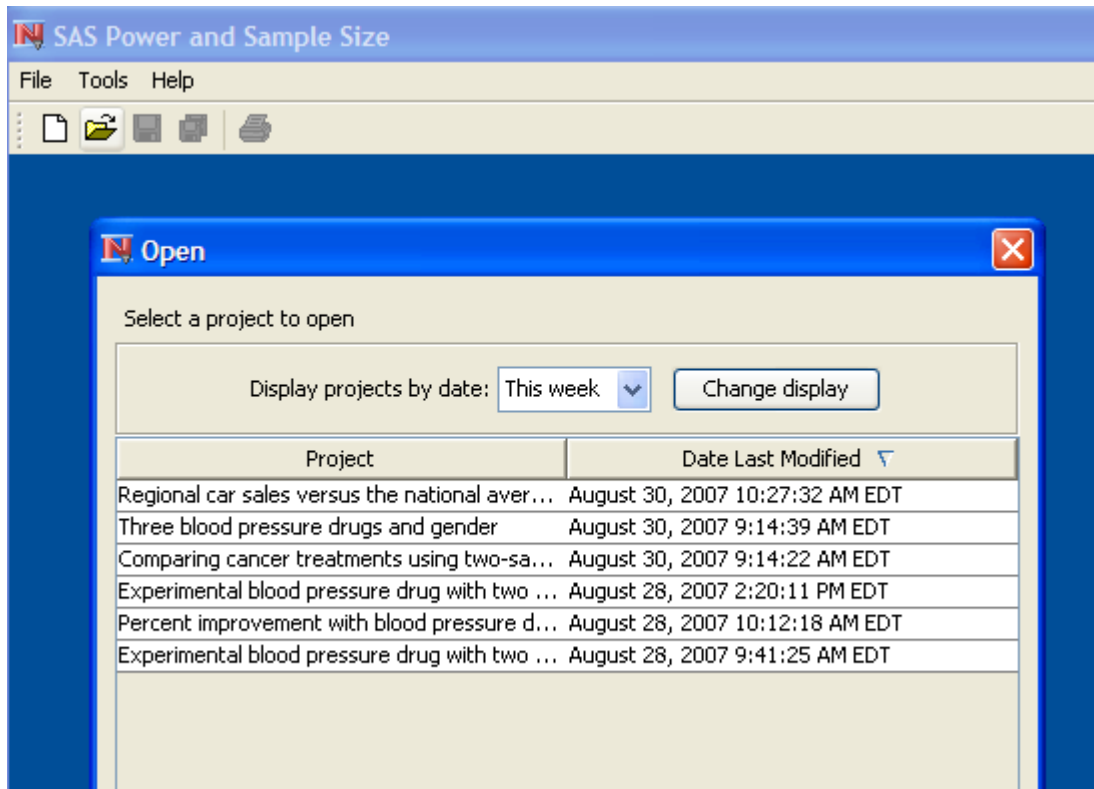 SAS Power and Sample Size
File Tools Help
Open
Select a project to open
Display projects by date: This week Change display
Project Date Last Modified
Regional car sales versus the national aver... August 30, 2007 10:27:32 AM EDT
Three blood pressure drugs and gender August 30, 2007 9:14:39 AM EDT
Comparing cancer treatments using two-sa... August 30, 2007 9:14:22 AM EDT
Experimental blood pressure drug with two ... August 28, 2007 2:20:11 PM EDT
Percent improvement with blood pressure d... August 28, 2007 10:12:18 AM EDT
Experimental blood pressure drug with two ... August 28, 2007 9:41:25 AM EDT